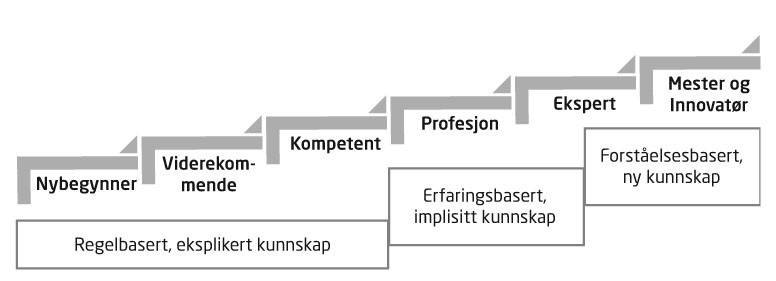 Nybegynner
Viderekom-
mende
Kompetent
Profesjon
Ekspert
Mester og
Innovatør
Regelbasert, eksplikert kunnskap
Erfaringsbasert,
implisitt kunnskap
Forståelsesbasert,
ny kunnskap